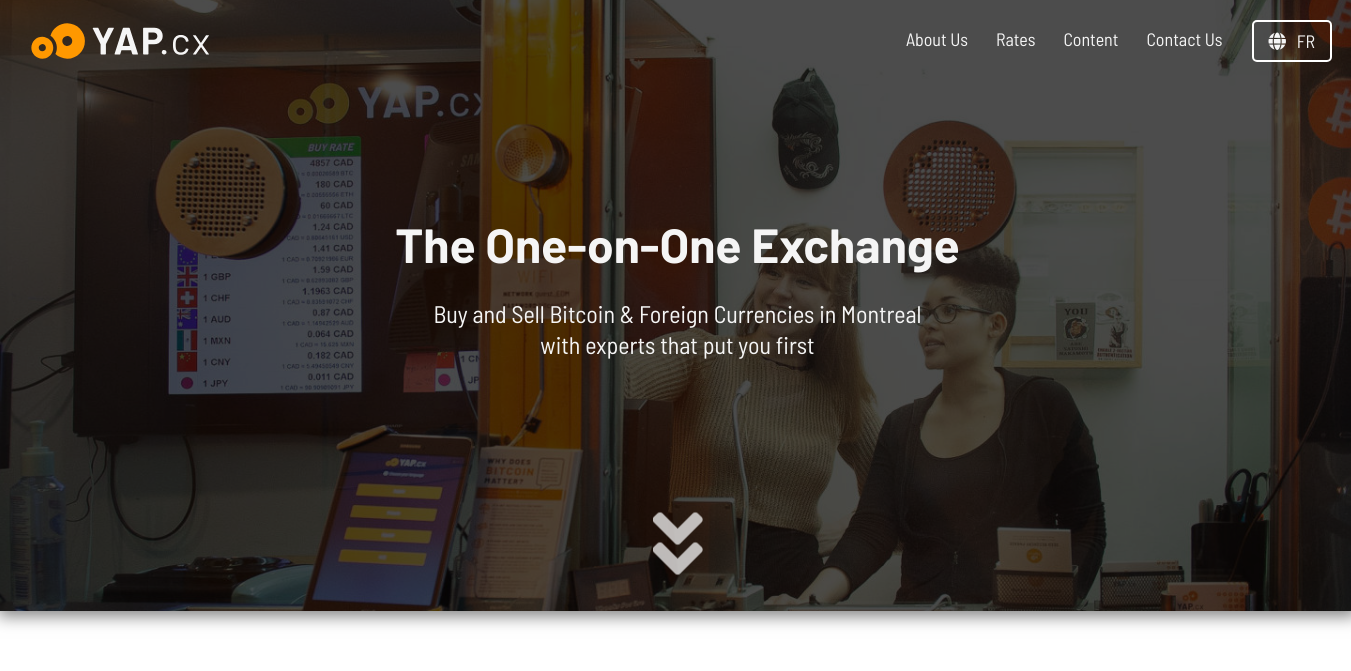 YAP.cx
About Us
Rates
Content
Contact Us
FR
YAP.CX
BUY RATE
4857 CAD
180 CAD
60 CAD
1.24 CAD
1.41 CAD
1 GBP
1.59 CAD
1 CHF
1.1963 CAD
1 AUD
0.87 CAD
1 MXN
0.064 CAD
1 CNY
0.182 CAD
1 JPY
0.011 CAD
The One-on-One Exchange
WIFI
NETWORK
Buy and Sell Bitcoin & Foreign Currencies in Montreal
with experts that put you first
YOU
YAP.cx
WHY DOES
BITCOIN
MATTER?